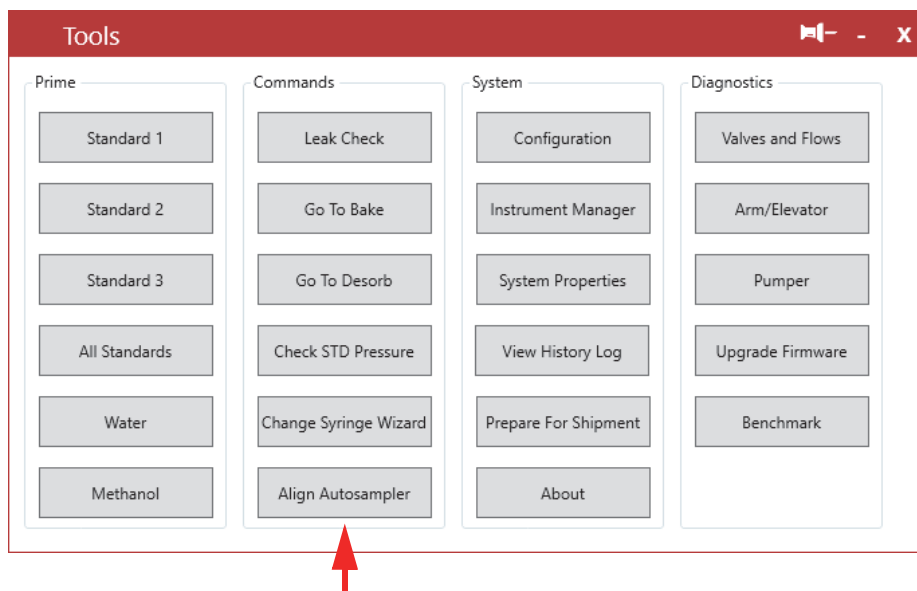 Tools
- X
Prime
Standard 1
Standard 2
Standard 3
All Standards
Water
Methanol
Commands
Leak Check
Go To Bake
Go To Desorb
Check STD Pressure
Change Syringe Wizard
Align Autosampler
System
Configuration
Instrument Manager
System Properties
View History Log
Prepare For Shipment
About
Diagnostics
Valves and Flows
Arm/Elevator
Pumper
Upgrade Firmware
Benchmark